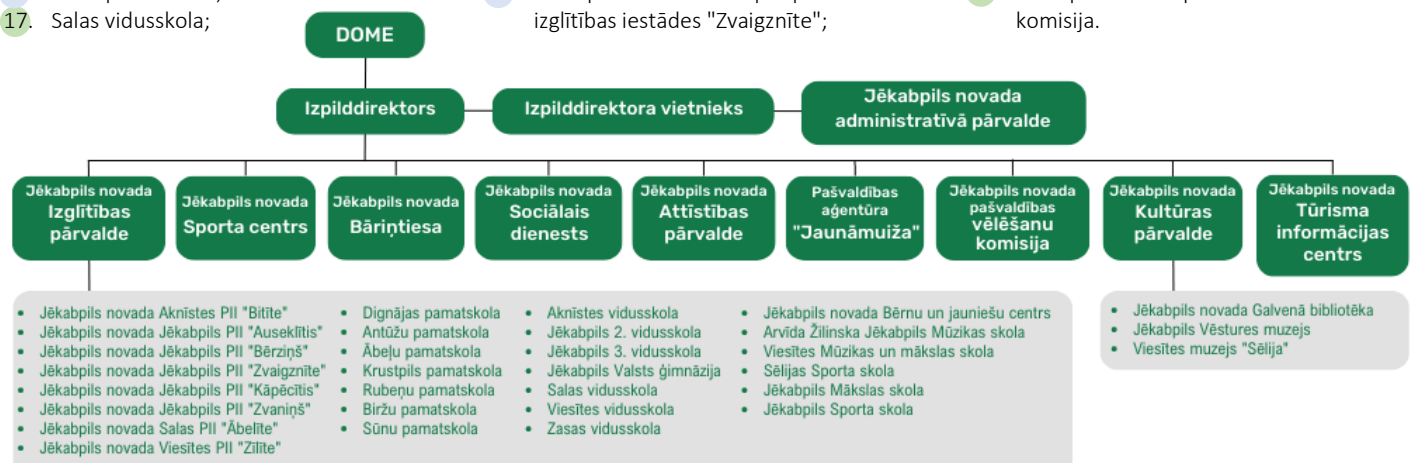 17. Salas vidusskola;
izglītības iestādes "Zvaigznīte";
komisija.
DOME
Izpilddirektors
Izpilddirektora vietnieks
Jēkabpils novada
administratīvā pārvalde
Jēkabpils novada
Izglītības
pārvalde
Jēkabpils novada
Sporta centrs
Jēkabpils novada
Bāriņtiesa
Jēkabpils novada
Sociālais
dienests
Jēkabpils novada
Attīstības
pārvalde
Pašvaldības
aģentūra
"Jaunāmuiža"
Jēkabpils novada
pašvaldības
vēlēšanu
komisija
Jēkabpils novada
Kultūras
pārvalde
Jēkabpils novada
Tūrisma
informācijas
centrs
• Jēkabpils novada Aknīstes PII "Bitīte"
• Jēkabpils novada Jēkabpils PII "Auseklītis"
• Jēkabpils novada Jēkabpils PII "Bērziņš"
• Jēkabpils novada Jēkabpils PII "Zvaigznīte"
• Jēkabpils novada Jēkabpils PII "Kāpēcītis"
• Jēkabpils novada Jēkabpils PII "Zvaniņš"
• Jēkabpils novada Salas PII "Ābelīte"
• Jēkabpils novada Viesītes PII "Zīlīte"
• Dignājas pamatskola
• Antūžu pamatskola
• Ābeļu pamatskola
• Krustpils pamatskola
• Rubeņu pamatskola
• Biržu pamatskola
• Sūnu pamatskola
• Aknīstes vidusskola
• Jēkabpils 2. vidusskola
• Jēkabpils 3. vidusskola
• Jēkabpils Valsts ģimnāzija
• Salas vidusskola
• Viesītes vidusskola
• Zasas vidusskola
• Jēkabpils novada Bērnu un jauniešu centrs
• Arvīda Žilinska Jēkabpils Mūzikas skola
• Viesītes Mūzikas un mākslas skola
• Sēlijas Sporta skola
• Jēkabpils Mākslas skola
• Jēkabpils Sporta skola
• Jēkabpils novada Galvenā bibliotēka
• Jēkabpils Vēstures muzejs
• Viesītes muzejs "Sēlija"